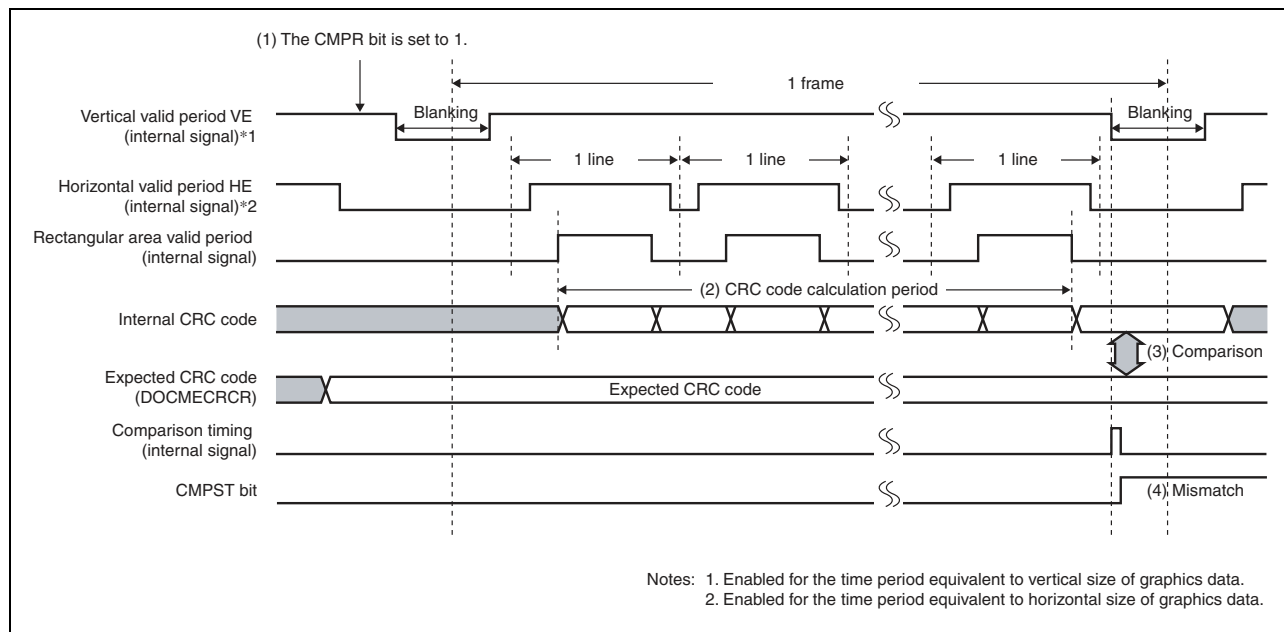 (1) The CMPR bit is set to 1.
1 frame
Vertical valid period VE
(internal signal)*1
Blanking
Blanking
1 line
1 line
1 line
Horizontal valid period HE
(internal signal)*2
Rectangular area valid period
(internal signal)
(2) CRC code calculation period
Internal CRC code
(3) Comparison
Expected CRC code
(DOCMECRCR)
Expected CRC code
Comparison timing
(internal signal)
CMPST bit
(4) Mismatch
Notes: 1. Enabled for the time period equivalent to vertical size of graphics data.
2. Enabled for the time period equivalent to horizontal size of graphics data.